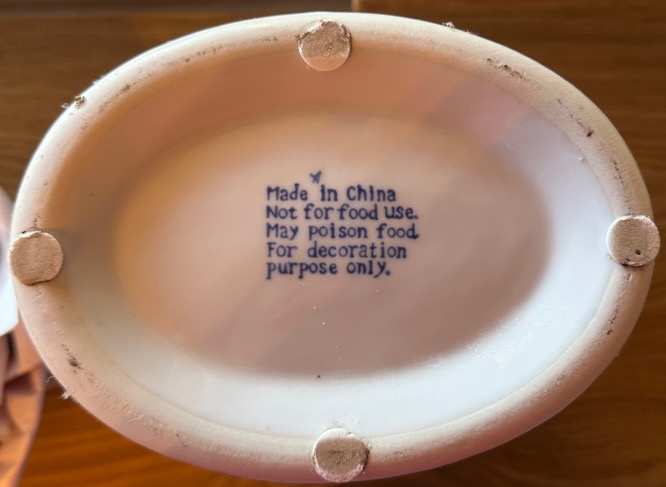 Made in China
Not for food use.
May poison food.
For decoration
purpose only.